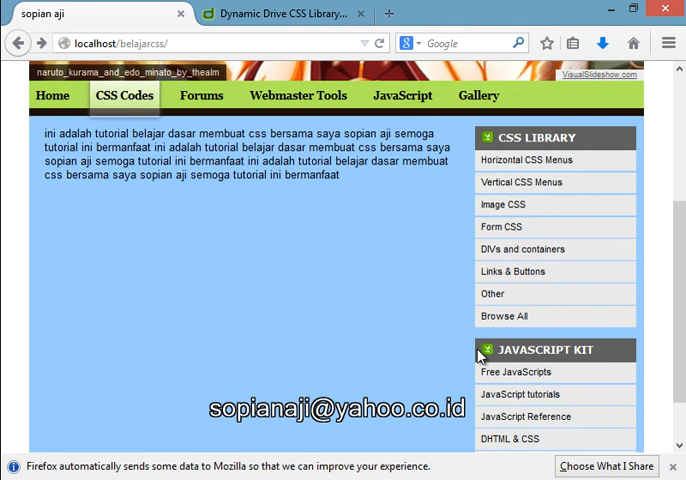 sopian aji
Dynamic Drive CSS Library...
localhost/belajarcss/
Google
naruto_kurama_and_edo_minato_by_thealm
VisualSlideshow.com
Home CSS Codes Forums Webmaster Tools JavaScript Gallery
ini adalah tutorial belajar dasar membuat css bersama saya sopian aji semoga
tutorial ini bermanfaat ini adalah tutorial belajar dasar membuat css bersama saya
sopian aji semoga tutorial ini bermanfaat ini adalah tutorial belajar dasar membuat
css bersama saya sopian aji semoga tutorial ini bermanfaat
CSS LIBRARY
Horizontal CSS Menus
Vertical CSS Menus
Image CSS
Form CSS
DIVs and containers
Links & Buttons
Other
Browse All
JAVASCRIPT KIT
Free JavaScripts
JavaScript tutorials
JavaScript Reference
DHTML & CSS
sopianaji@yahoo.co.id
Firefox automatically sends some data to Mozilla so that we can improve your experience.
Choose What I Share